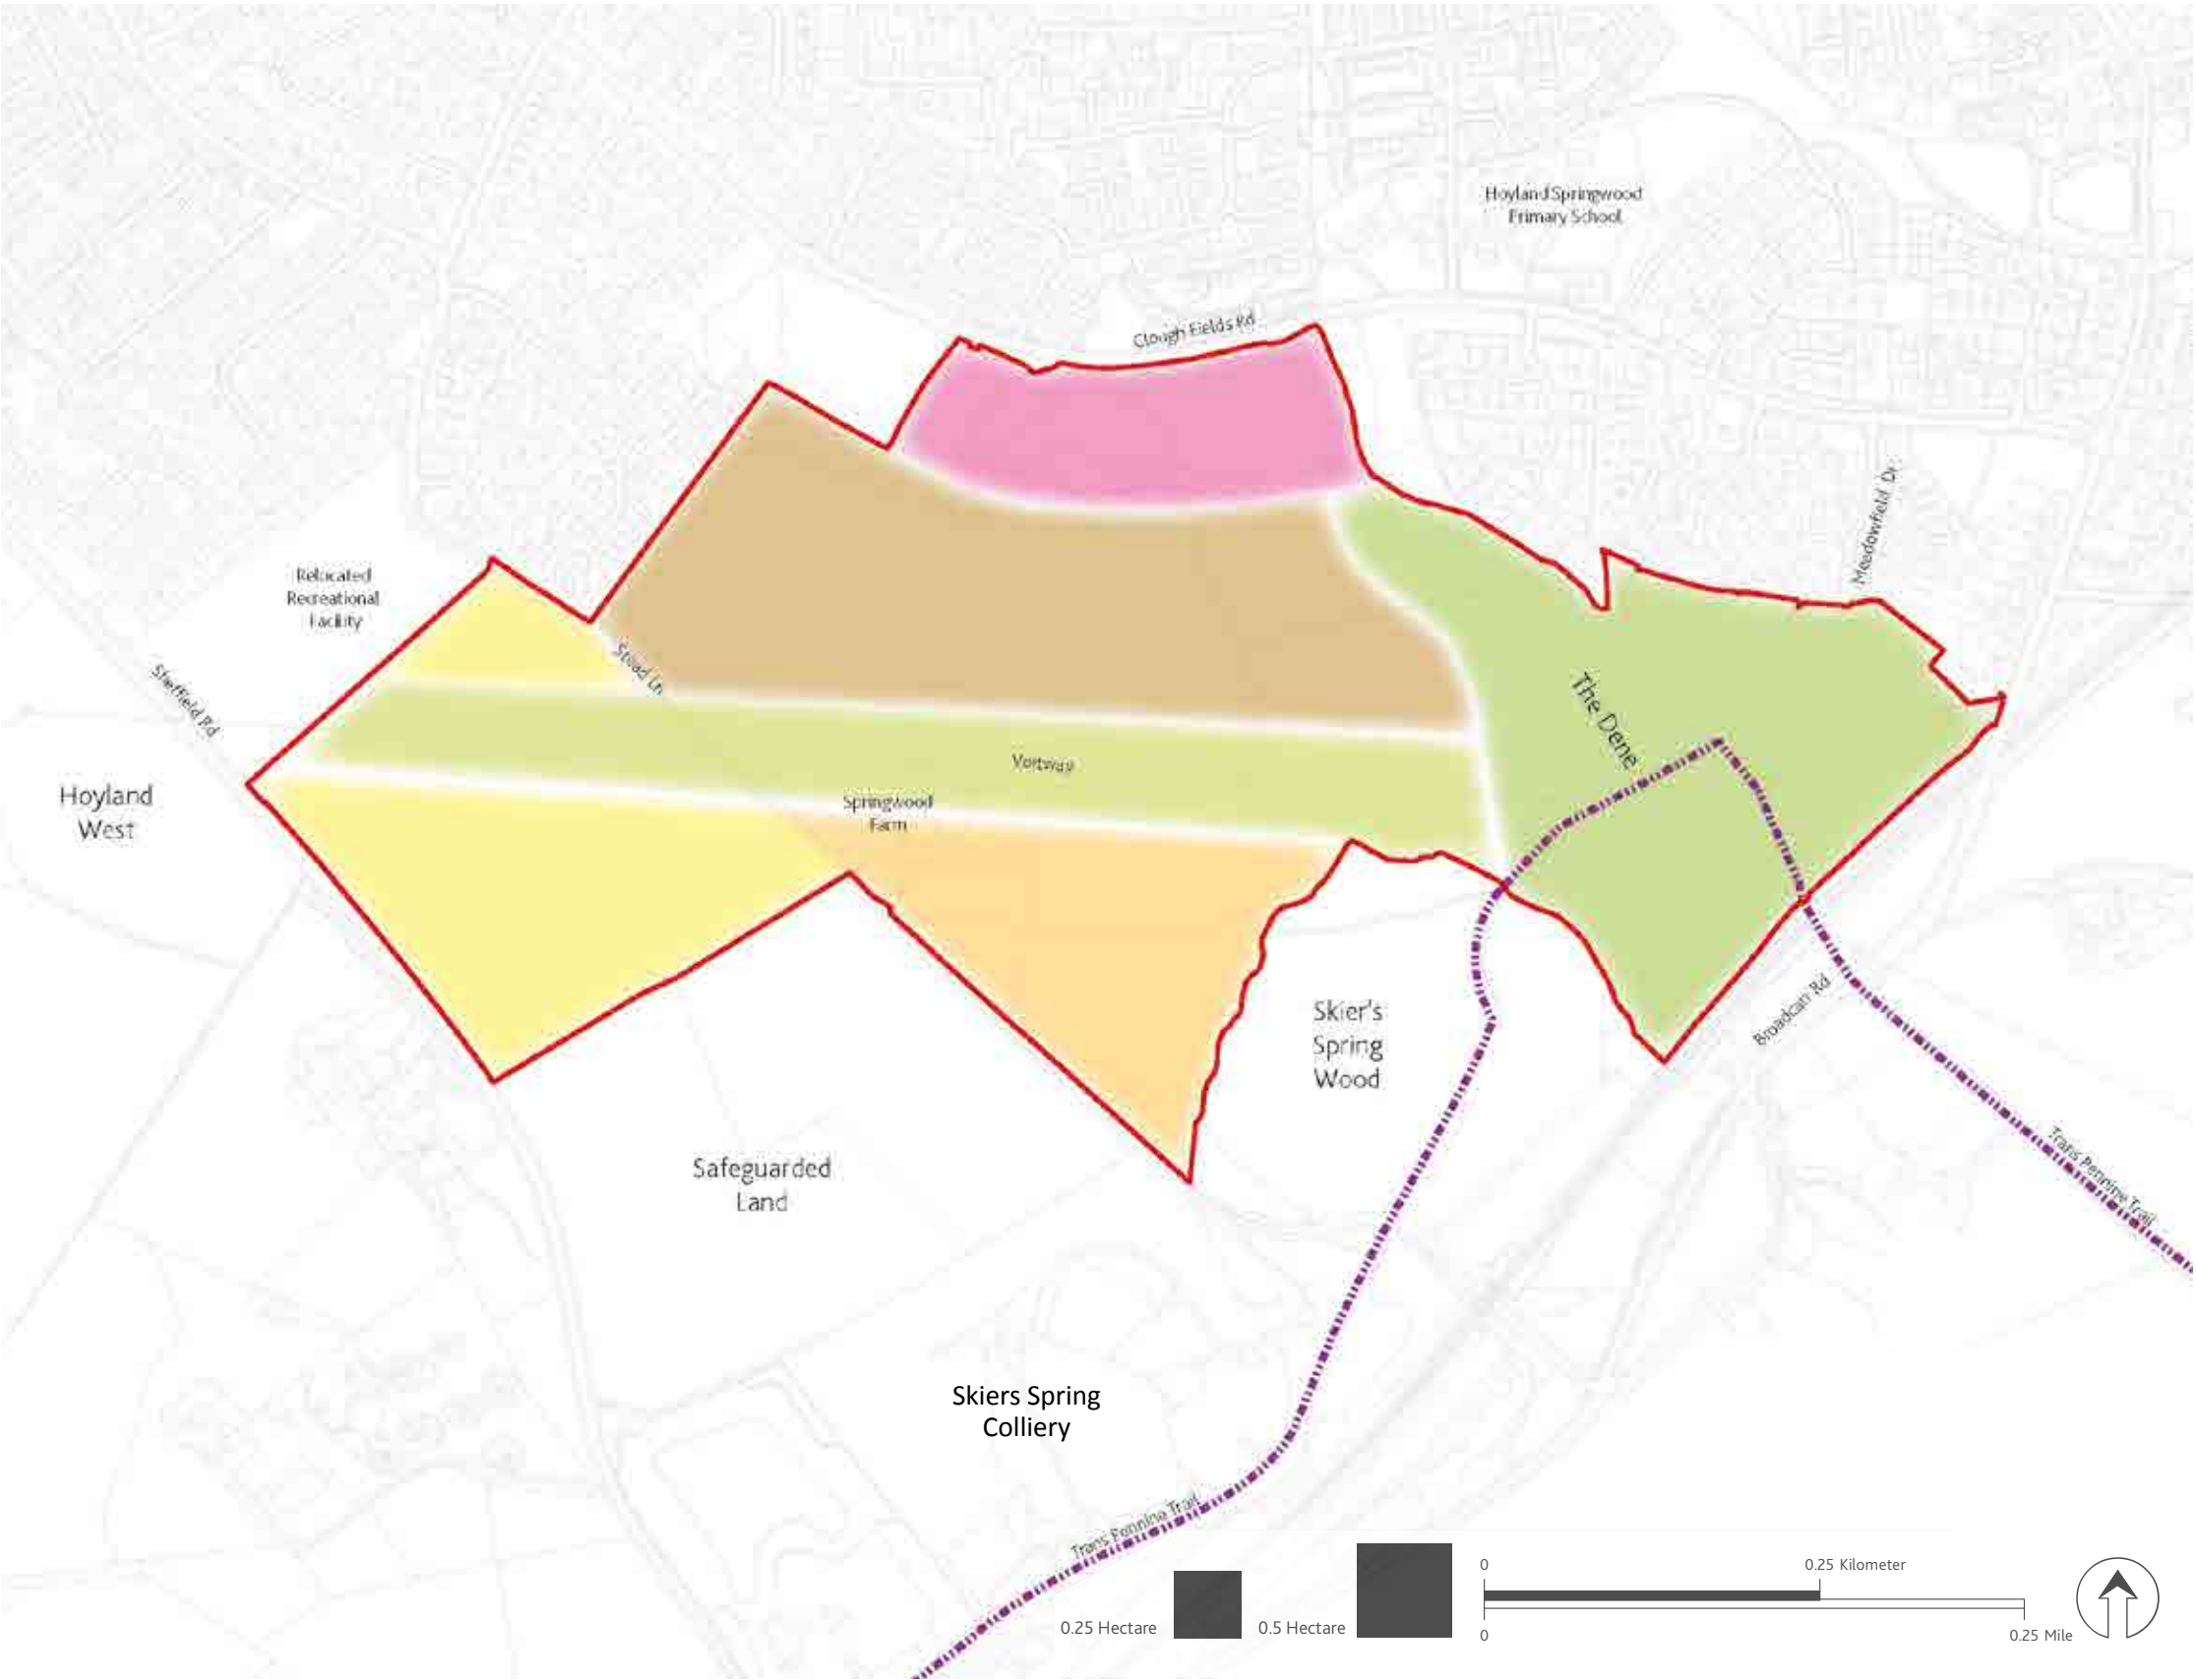 Hoyland Springwood
Primary School
Clough Fields Rd
Meadowfield Dr
Relocated
Recreational
Facility
Stead Ln
Sheffield Rd
The Dene
Vortway
Hoyland
West
Springwood
Farm
Skier's
Spring
Wood
Broadcarr Rd
Safeguarded
Land
Trans Pennine Trail
Skiers Spring
Colliery
Trans Pennine Trail
0.25 Hectare
0.5 Hectare
0
0.25 Kilometer
0
0.25 Mile